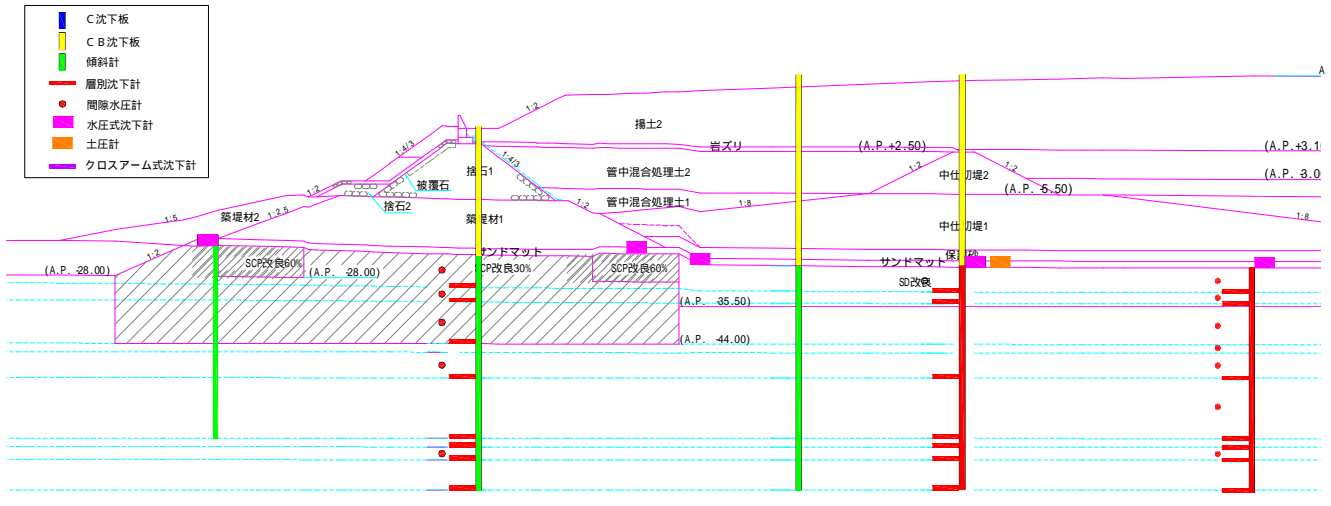 C沈下板
CB沈下板
傾斜計
層別沈下計
間隙水圧計
水圧式沈下計
土圧計
クロスアーム式沈下計
A
1:2
揚土2
1:4/3
1:4/3
岩ズリ
(A.P.+2.50)
(A.P.+3.1
捨石1
管中混合処理土2
1:2
1:2
中仕切堤2
(A.P. -3.00
被覆石
1:2
(A.P. -5.50)
捨石2
1:2
管中混合処理土1
1:8
1:5
築堤材2
1:2.5
築堤材1
中仕切堤1
1:8
1:2
サンドマット
サンドマット
SCP改良60%
SCP改良30%
SCP改良60%
(A.P. -28.00)
(A.P. -28.00)
SD改良
(A.P. -35.50)
(A.P. -44.00)